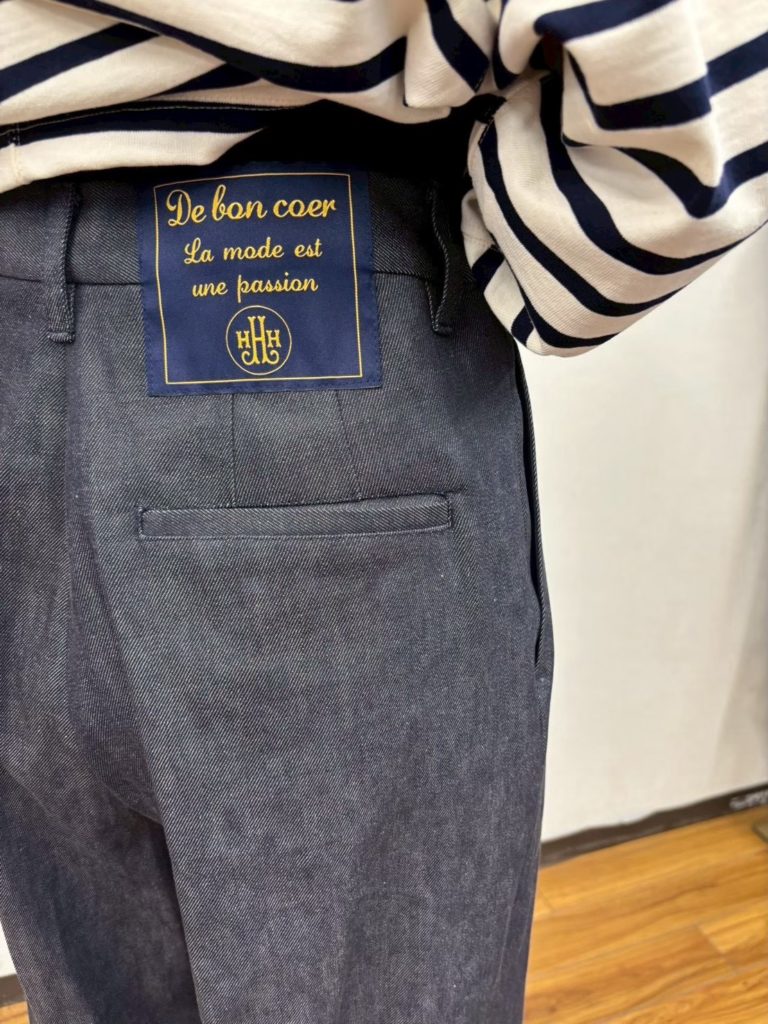 De bon coer
La mode est
une passion
HHH